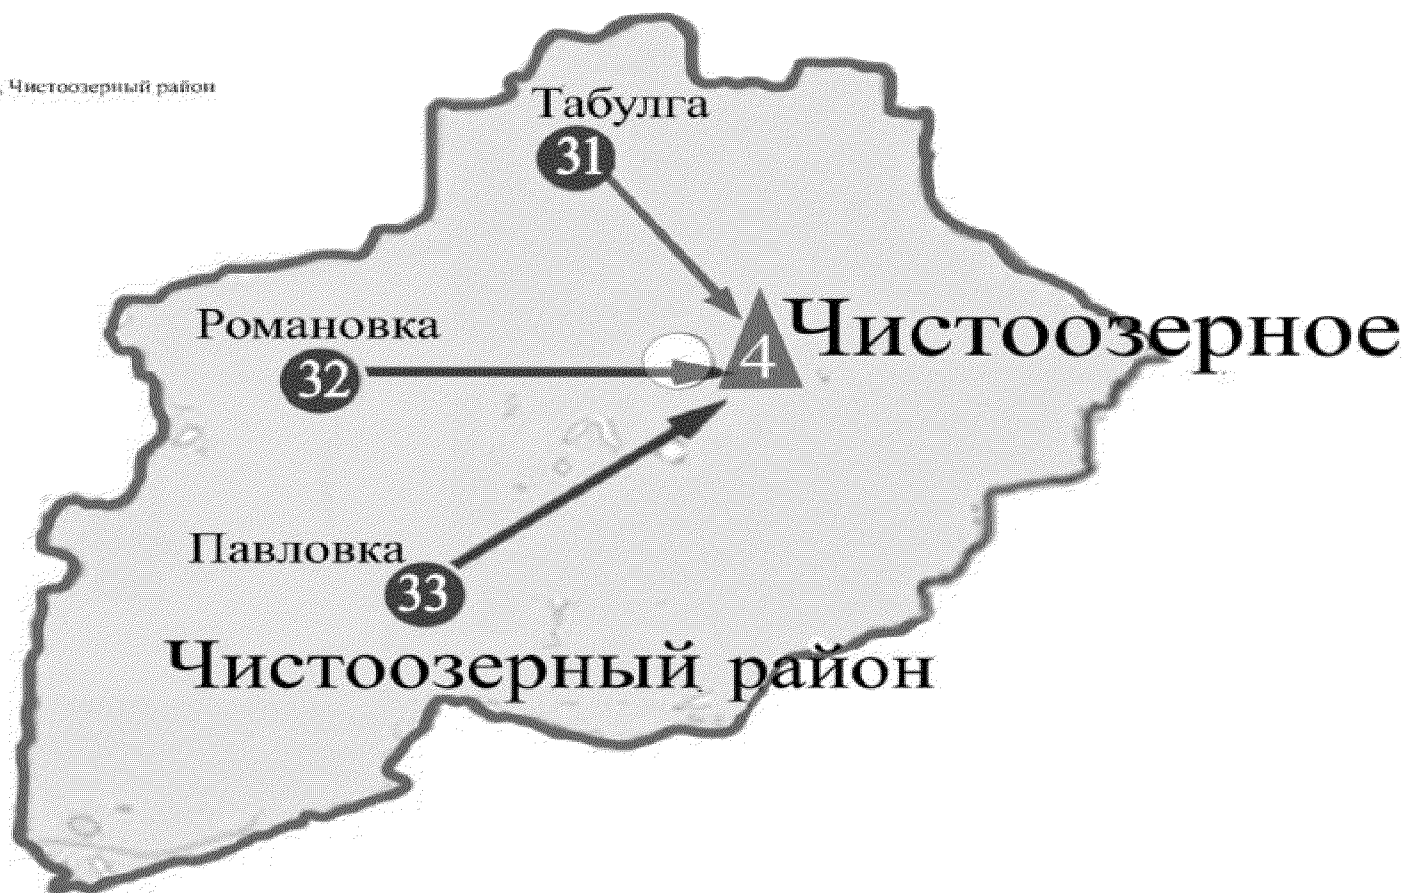 Чистоозерный район
Табулга
31
Романовка
32
4
Чистоозерное
Павловка
33
Чистоозерный район